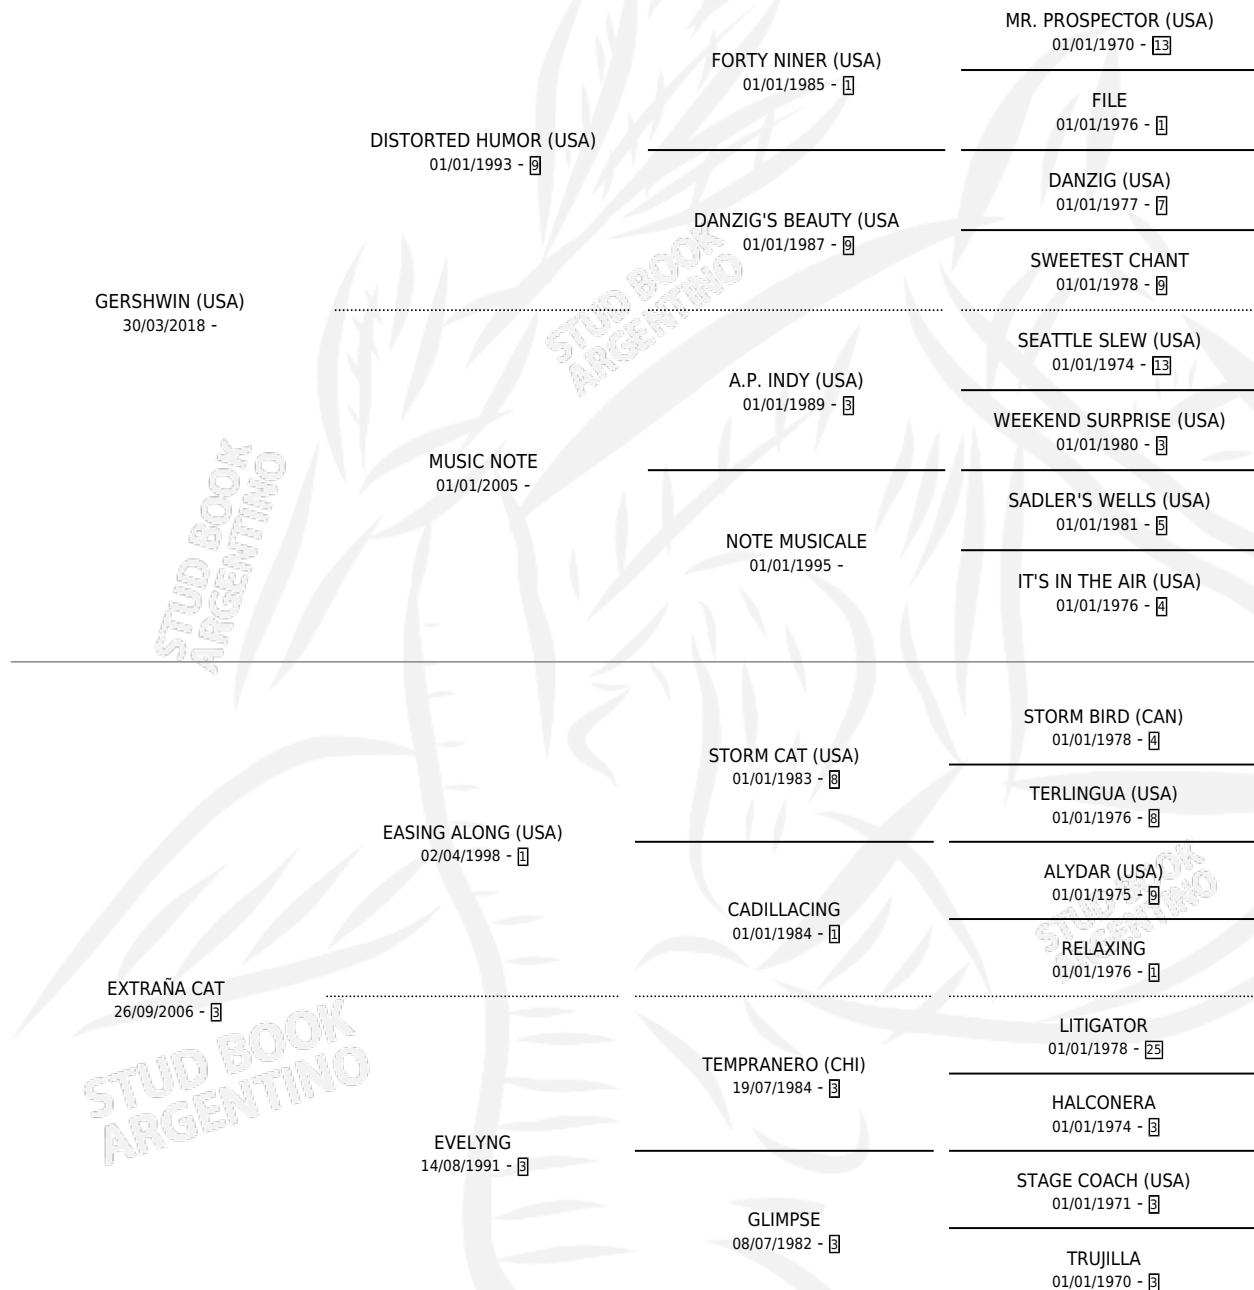 MR. PROSPECTOR (USA)
01/01/1970 - 13
FORTY NINER (USA)
01/01/1985 - 1
FILE
01/01/1976 - 1
DISTORTED HUMOR (USA)
01/01/1993 - 9
DANZIG (USA)
01/01/1977 - 7
DANZIG'S BEAUTY (USA
01/01/1987 - 9
SWEETEST CHANT
01/01/1978 - 9
GERSHWIN (USA)
30/03/2018 -
SEATTLE SLEW (USA)
01/01/1974 - 13
A.P. INDY (USA)
01/01/1989 - 3
WEEKEND SURPRISE (USA)
01/01/1980 - 3
MUSIC NOTE
01/01/2005 -
SADLER'S WELLS (USA)
01/01/1981 - 5
NOTE MUSICALE
01/01/1995 -
IT'S IN THE AIR (USA)
01/01/1976 - 4
STORM BIRD (CAN)
01/01/1978 - 4
STORM CAT (USA)
01/01/1983 - 8
TERLINGUA (USA)
01/01/1976 - 8
EASING ALONG (USA)
02/04/1998 - 1
ALYDAR (USA)
01/01/1975 - 9
CADILLACING
01/01/1984 - 1
RELAXING
01/01/1976 - 1
EXTRAÑA CAT
26/09/2006 - 3
LITIGATOR
01/01/1978 - 25
TEMPRANERO (CHI)
19/07/1984 - 3
HALCONERA
01/01/1974 - 3
EVELYNG
14/08/1991 - 3
STAGE COACH (USA)
01/01/1971 - 3
GLIMPSE
08/07/1982 - 3
TRUJILLA
01/01/1970 - 3
STUD BOOK
ARGENTINO
STUD BOOK
ARGENTINO
STUD BOOK
ARGENTINO
STUD BOOK
ARGENTINO